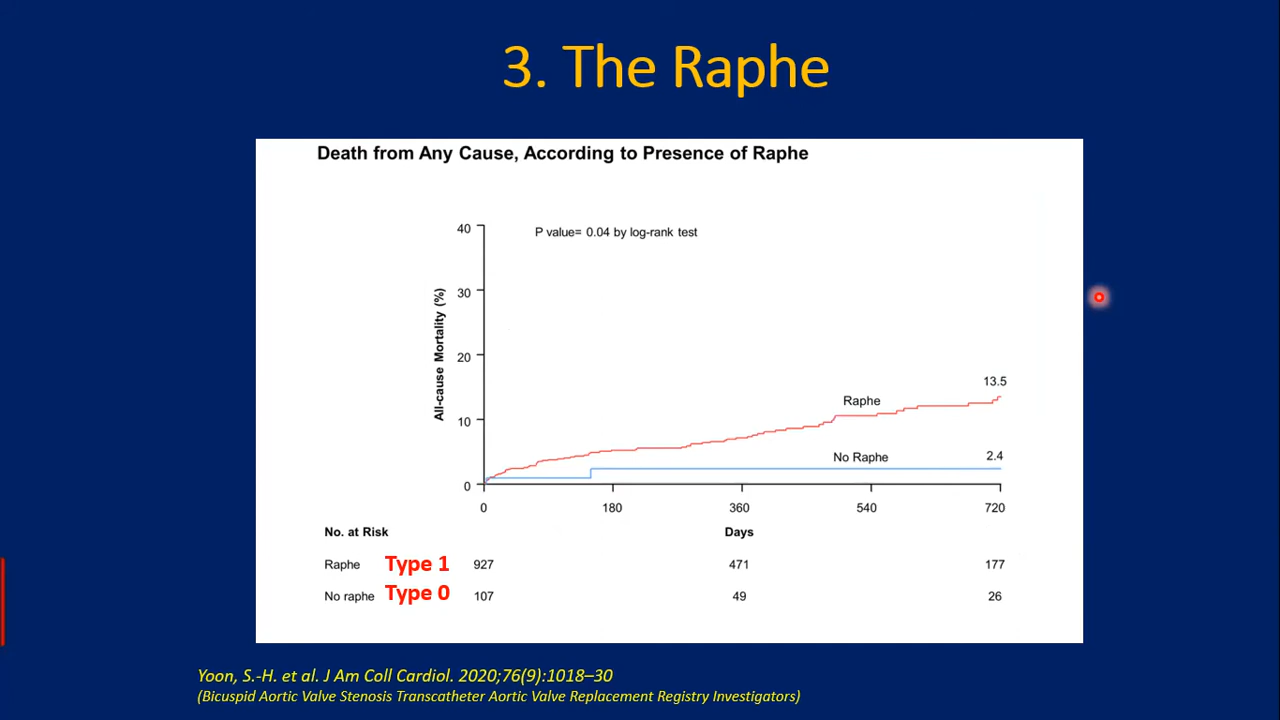 3. The Raphe
Death from Any Cause, According to Presence of Raphe
P value= 0.04 by log-rank test
All-cause Mortality (%)
40
30
20
10
0
Raphe
13.5
No Raphe
2.4
0 180 360 540 720
No. at Risk
Days
Raphe Type 1 927 471 177
No raphe Type 0 107 49 26
Yoon, S.-H. et al. J Am Coll Cardiol. 2020;76(9):1018–30
(Bicuspid Aortic Valve Stenosis Transcatheter Aortic Valve Replacement Registry Investigators)